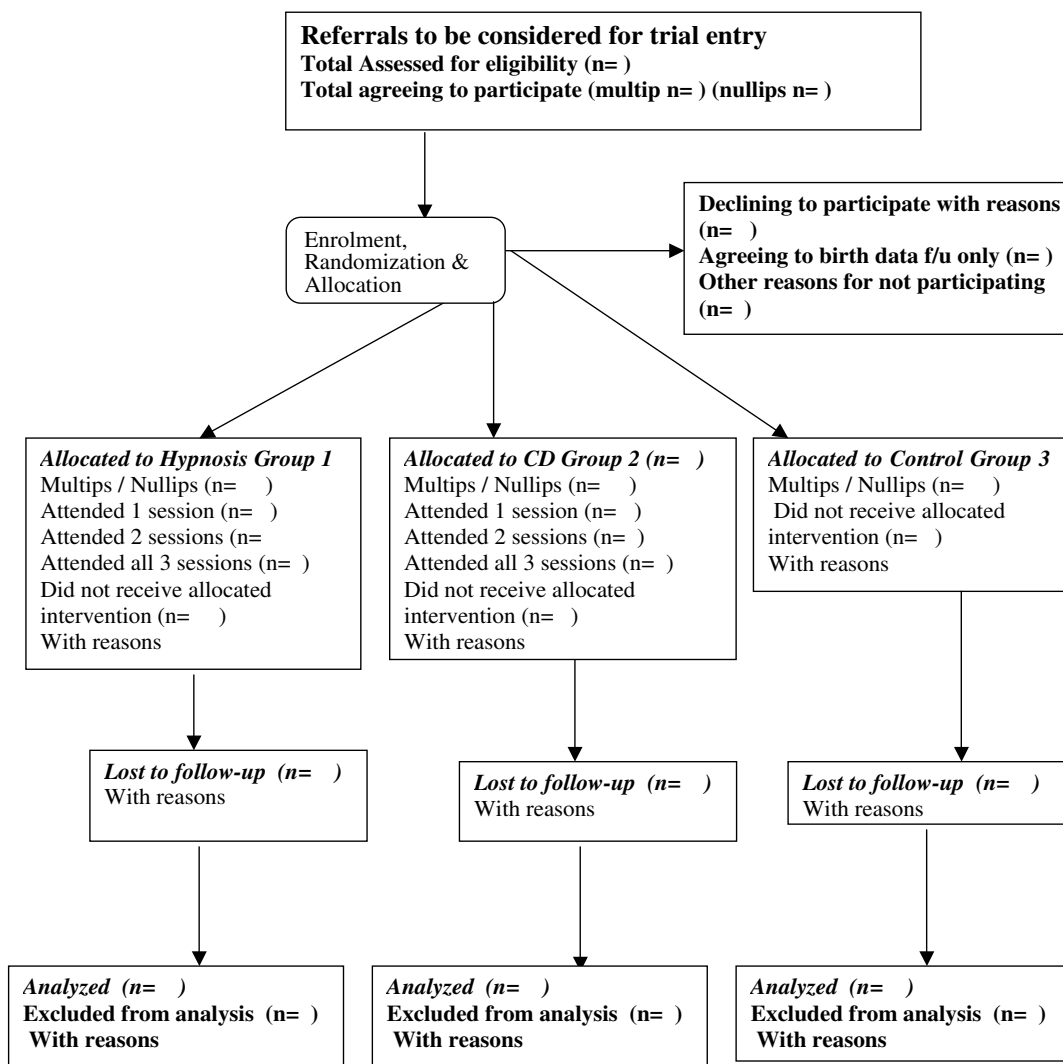 Referrals to be considered for trial entry
Total Assessed for eligibility (n= )
Total agreeing to participate (multip n= ) (nullips n= )
Declining to participate with reasons
(n=   )
Agreeing to birth data f/u only (n= )
Other reasons for not participating
(n=  )
Enrolment,
Randomization &
Allocation
Allocated to Hypnosis Group 1
Multips / Nullips (n=     )
Attended 1 session (n=   )
Attended 2 sessions (n=
Attended all 3 sessions (n=  )
Did not receive allocated
intervention (n=     )
With reasons
Allocated to CD Group 2 (n=   )
Multips / Nullips (n=     )
Attended 1 session (n=   )
Attended 2 sessions (n=   )
Attended all 3 sessions (n=   )
Did not receive allocated
intervention (n=   )
With reasons
Allocated to Control Group 3
Multips / Nullips (n=     )
Did not receive allocated
intervention (n=   )
With reasons
Lost to follow-up  (n=    )
With reasons
Lost to follow-up  (n=    )
With reasons
Lost to follow-up  (n=    )
With reasons
Analyzed  (n=    )
Excluded from analysis  (n=  )
With reasons
Analyzed  (n=    )
Excluded from analysis  (n=  )
With reasons
Analyzed  (n=    )
Excluded from analysis  (n=  )
With reasons